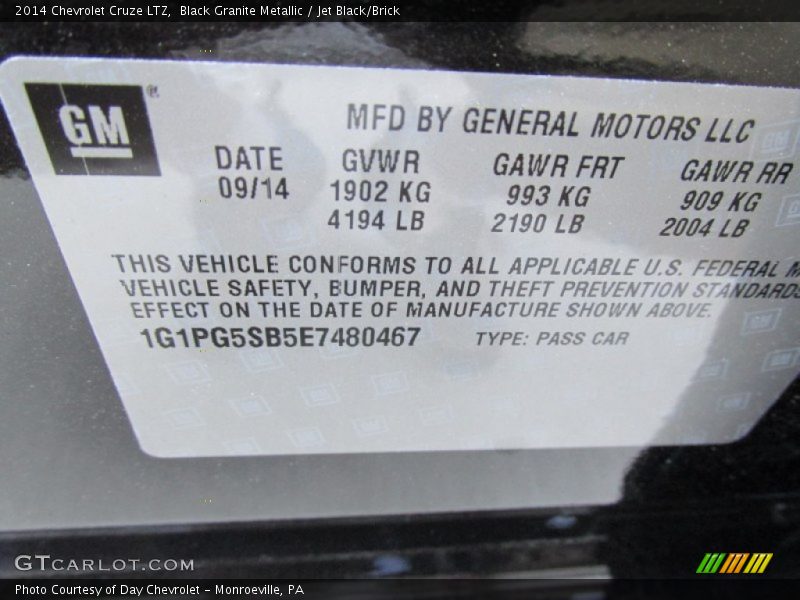 2014 Chevrolet Cruze LTZ, Black Granite Metallic / Jet Black/Brick
GM®
MFD BY GENERAL MOTORS LLC
DATE GVWR GAWR FRT GAWR RR
09/14 1902 KG 993 KG 909 KG
4194 LB 2190 LB 2004 LB
THIS VEHICLE CONFORMS TO ALL APPLICABLE U.S. FEDERAL M
VEHICLE SAFETY, BUMPER, AND THEFT PREVENTION STANDARDS
EFFECT ON THE DATE OF MANUFACTURE SHOWN ABOVE.
1G1PG5SB5E7480467 TYPE: PASS CAR
GTCARLOT.COM
Photo Courtesy of Day Chevrolet - Monroeville, PA